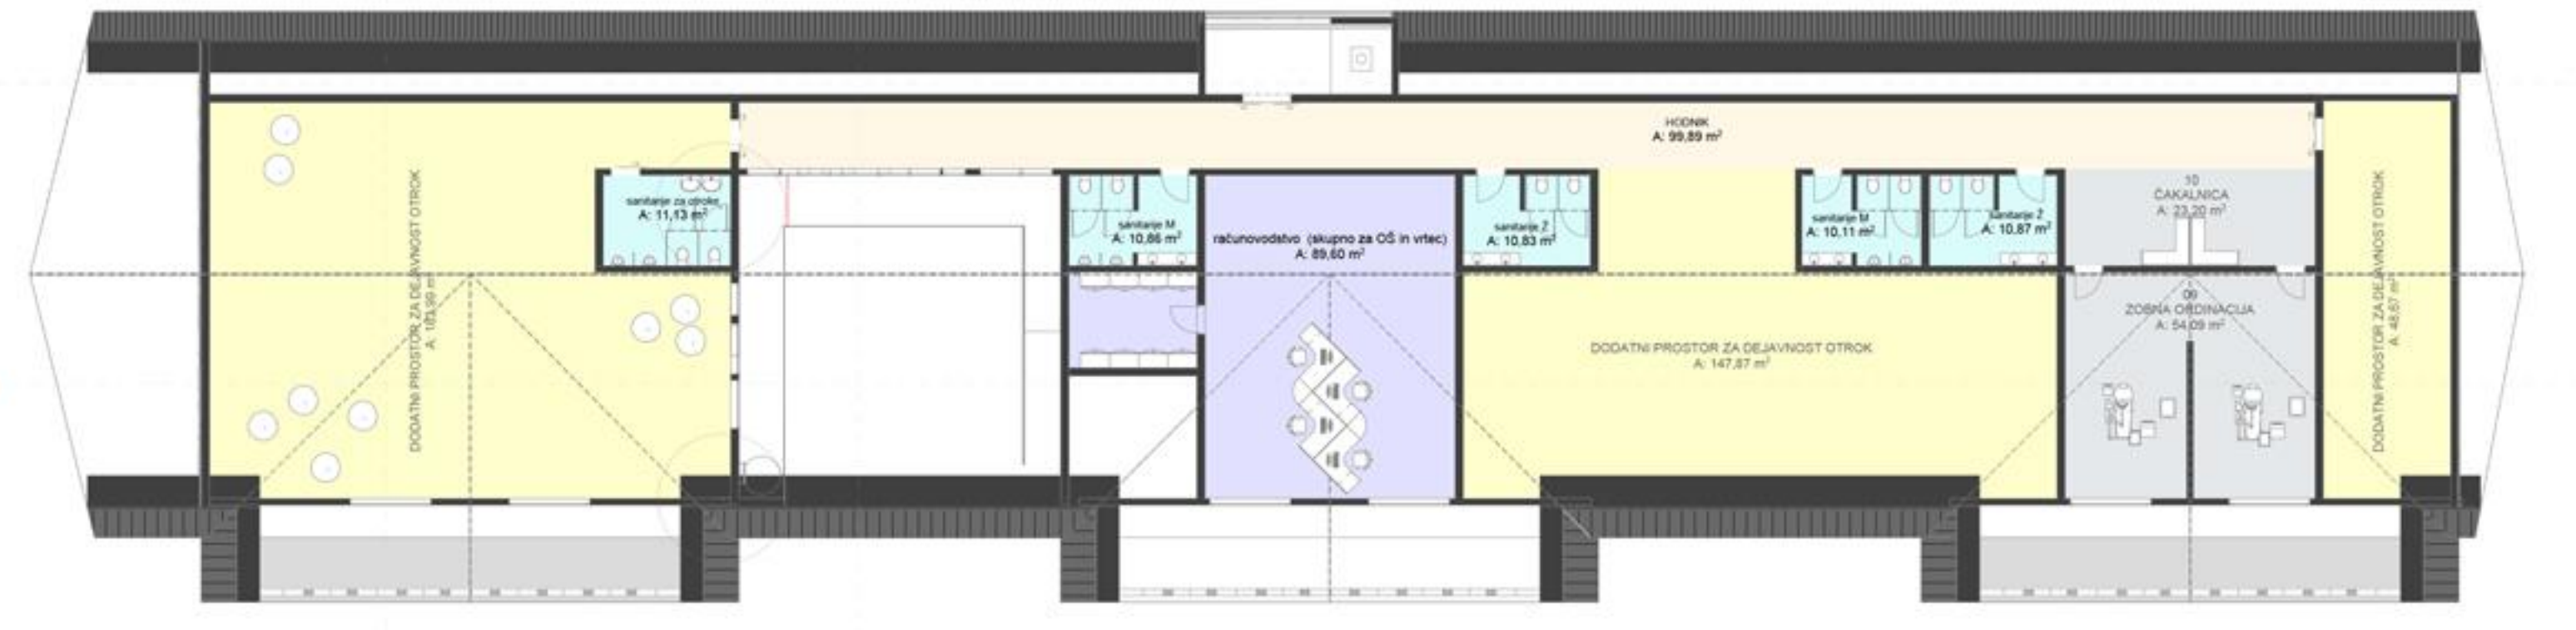 HODNIK
A: 99,89 m²
DODATNI PROSTOR ZA DEJAVNOST OTROK
sanitarije za otroke
A: 11,13 m²
sanitarije M
A: 10,86 m²
računovodstvo (skupno za OŠ in vrtec)
A: 89,60 m²
sanitarije Ž
A: 10,83 m²
sanitarije M
A: 10,11 m²
sanitarije Ž
A: 10,87 m²
10
ČAKALNICA
A: 23,20 m²
09
ZOBNA ORDINACIJA
A: 54,09 m²
DODATNI PROSTOR ZA DEJAVNOST OTROK
A: 147,87 m²
DODATNI PROSTOR ZA DEJAVNOST OTROK
A: 48,67 m²